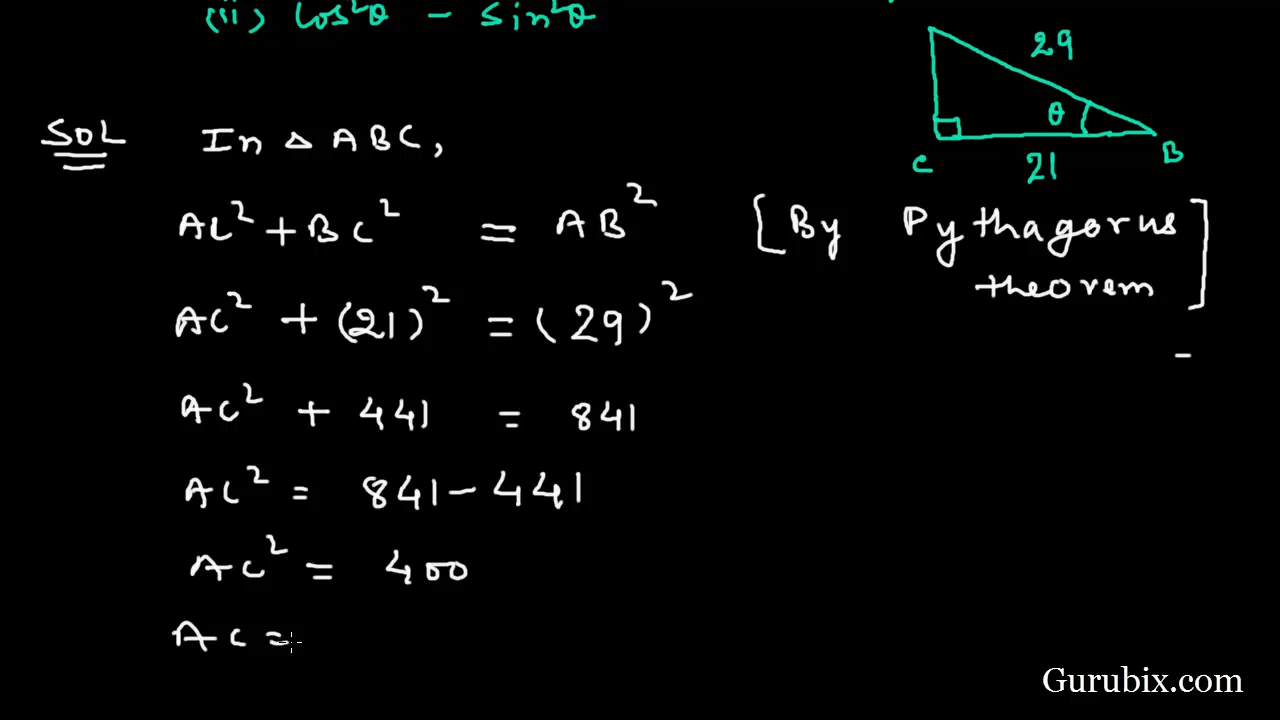 (ii) cos²θ - sin²θ
29
θ
C
21
B
SOL In △ ABC,
AC² + BC² = AB² [By Pythagorus theorem]
AC² + (21)² = (29)²
AC² + 441 = 841
AC² = 841 - 441
AC² = 400
AC =
Gurubix.com